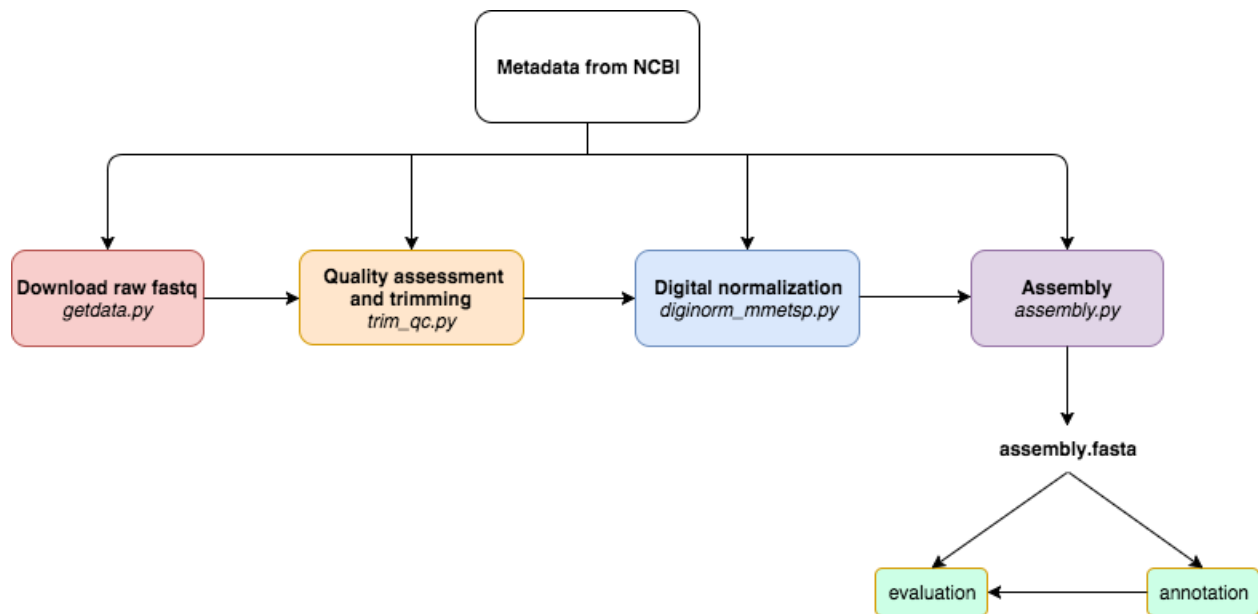 Metadata from NCBI
Download raw fastq
getdata.py
Quality assessment
and trimming
trim_qc.py
Digital normalization
diginorm_mmetsp.py
Assembly
assembly.py
assembly.fasta
evaluation
annotation